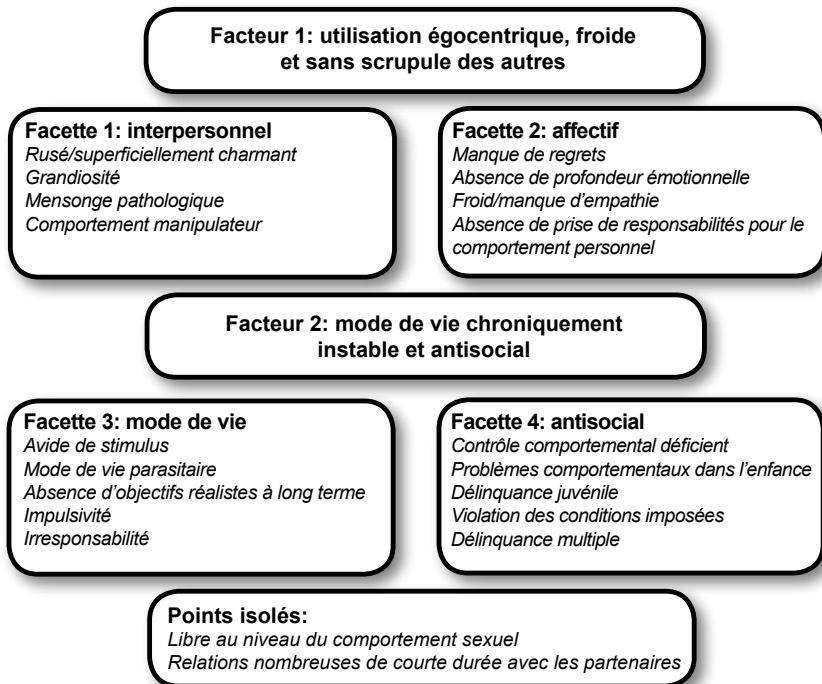 Facteur 1: utilisation égocentrique, froide
et sans scrupule des autres
Facette 1: interpersonnel
Rusé/superficiellement charmant
Grandiosité
Mensonge pathologique
Comportement manipulateur
Facette 2: affectif
Manque de regrets
Absence de profondeur émotionnelle
Froid/manque d'empathie
Absence de prise de responsabilités pour le
comportement personnel
Facteur 2: mode de vie chroniquement
instable et antisocial
Facette 3: mode de vie
Avide de stimulus
Mode de vie parasitaire
Absence d'objectifs réalistes à long terme
Impulsivité
Irresponsabilité
Facette 4: antisocial
Contrôle comportemental déficient
Problèmes comportementaux dans l'enfance
Délinquance juvénile
Violation des conditions imposées
Délinquance multiple
Points isolés:
Libre au niveau du comportement sexuel
Relations nombreuses de courte durée avec les partenaires